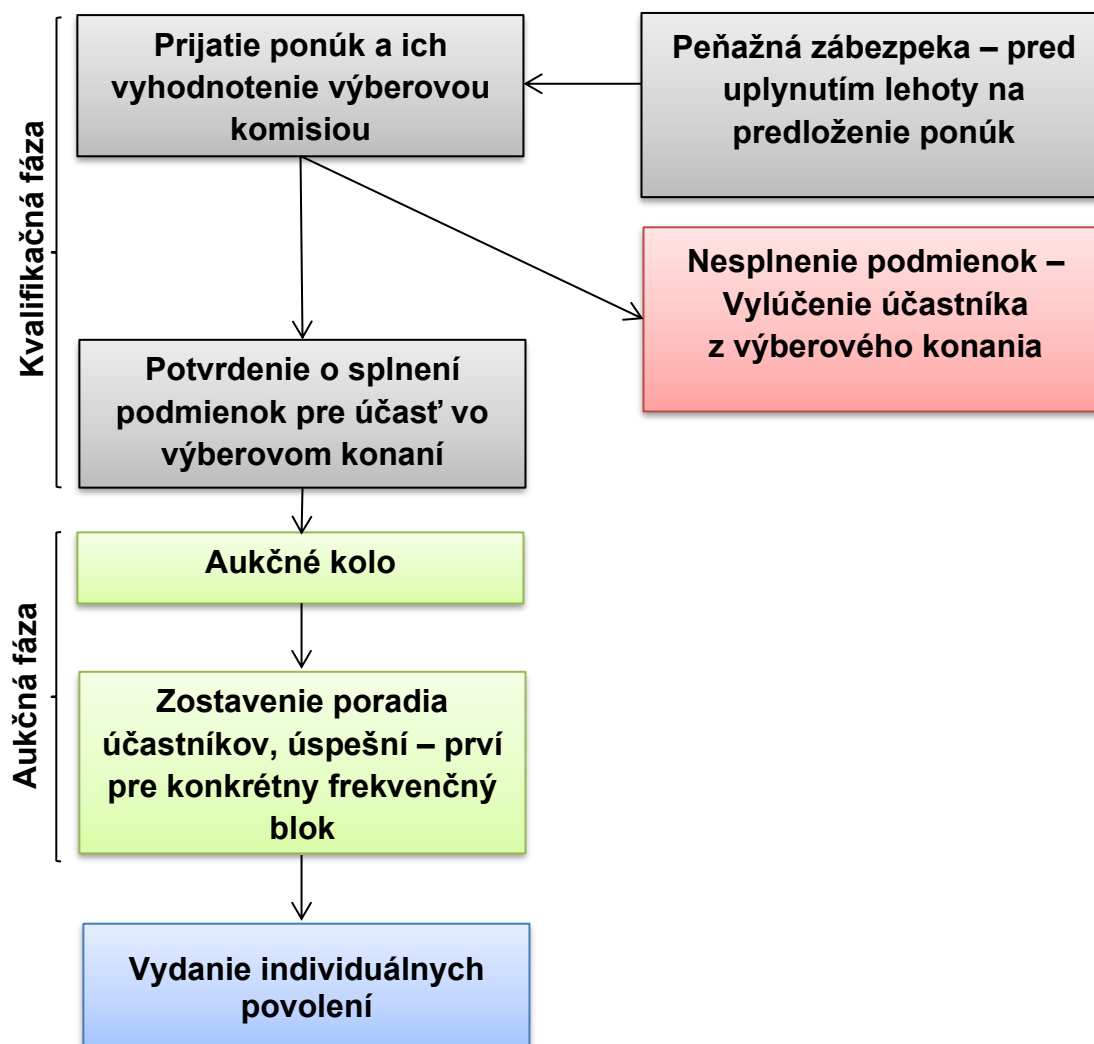 Kvalifikačná fáza
Prijatie ponúk a ich
vyhodnotenie výberovou
komisiou
Peňažná zábezpeka – pred
uplynutím lehoty na
predloženie ponúk
Nesplnenie podmienok –
Vylúčenie účastníka
z výberového konania
Potvrdenie o splnení
podmienok pre účasť vo
výberovom konaní
Aukčná fáza
Aukčné kolo
Zostavenie poradia
účastníkov, úspešní – prví
pre konkrétny frekvenčný
blok
Vydanie individuálnych
povolení